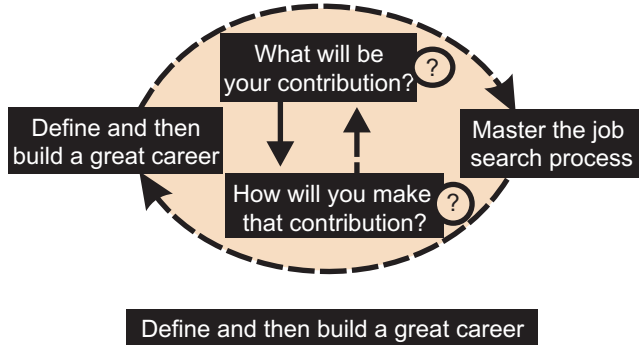 What will be
your contribution?
?
Define and then
build a great career
Master the job
search process
How will you make
that contribution?
?
Define and then build a great career